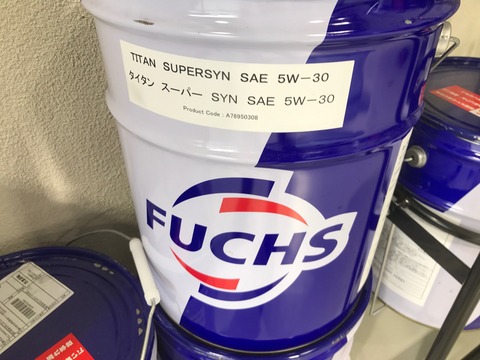 TITAN SUPERSYN SAE 5W-30
タイタン スーパー SYN SAE 5W-30
Product Code : A78950308
FUCHS